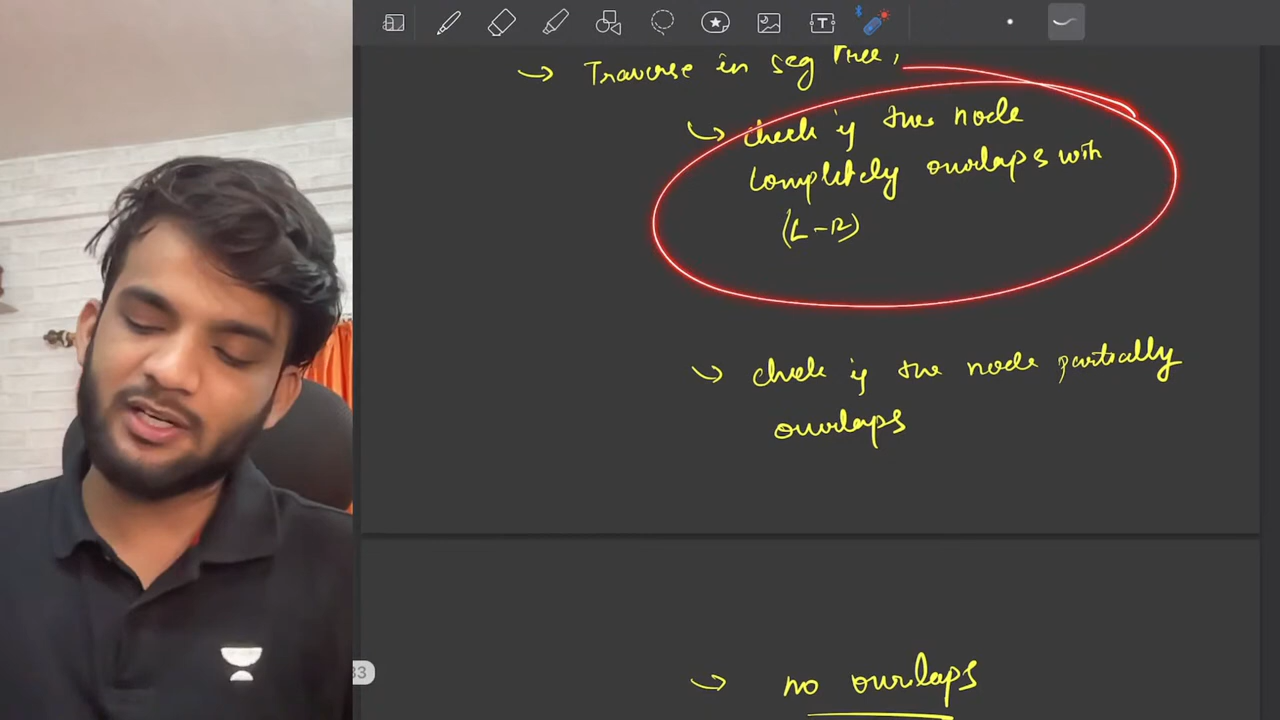 → Traverse in seg tree,
→ check if the node
completely overlaps with
(L-R)
→ check if the node partially
overlaps
33
→ no overlaps